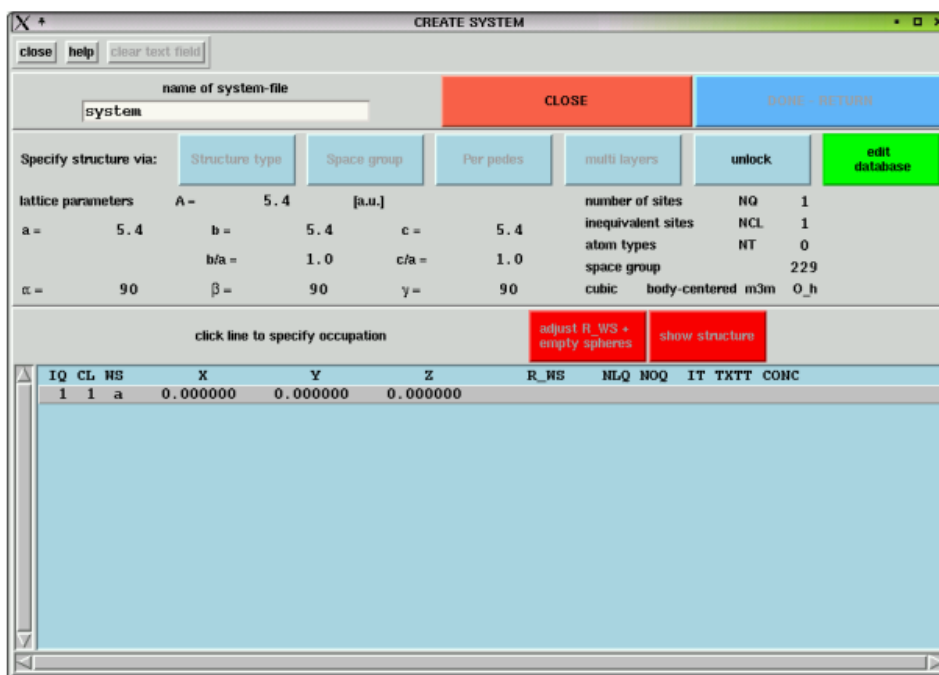 CREATE SYSTEM
close help clear text field
name of system-file
system
CLOSE
DONE - RETURN
Specify structure via: Structure type Space group Per pedes multi layers unlock edit database
lattice parameters A = 5.4 [a.u.] number of sites NQ 1
a = 5.4 b = 5.4 c = 5.4 inequivalent sites NCL 1
atom types NT 0
b/a = 1.0 c/a = 1.0 space group 229
α = 90 β = 90 γ = 90 cubic body-centered m3m O_h
click line to specify occupation adjust R_WS + empty spheres show structure
IQ CL WS X Y Z R_WS NLQ NOQ IT TXTT CONC
1 1 a 0.000000 0.000000 0.000000